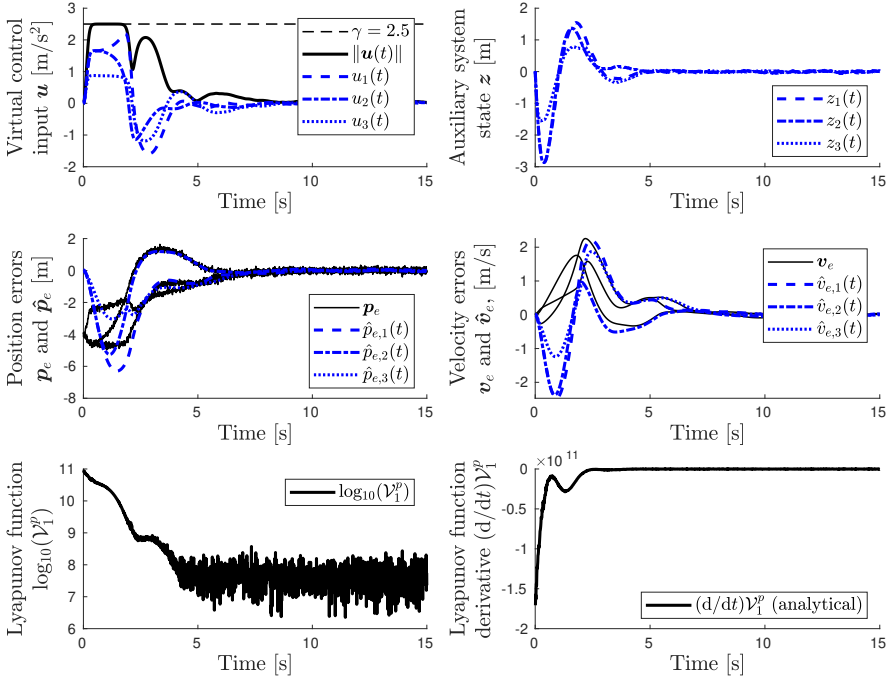 Virtual control
input u [m/s²]
3
2
1
0
-1
-2
0
5
10
15
Time [s]
γ = 2.5
‖u(t)‖
u₁(t)
u₂(t)
u₃(t)
Auxiliary system
state z [m]
2
1
0
-1
-2
-3
0
5
10
15
Time [s]
z₁(t)
z₂(t)
z₃(t)
Position errors
pₑ and p̂ₑ [m]
2
0
-2
-4
-6
-8
0
5
10
15
Time [s]
pₑ
p̂ₑ,₁(t)
p̂ₑ,₂(t)
p̂ₑ,₃(t)
Velocity errors
vₑ and v̂ₑ, [m/s]
2
1
0
-1
-2
0
5
10
15
Time [s]
vₑ
v̂ₑ,₁(t)
v̂ₑ,₂(t)
v̂ₑ,₃(t)
Lyapunov function
log₁₀(𝒱₁ᵖ)
11
10
9
8
7
6
0
5
10
15
Time [s]
log₁₀(𝒱₁ᵖ)
Lyapunov function
derivative (d/dt)𝒱₁ᵖ
×10 11
0
-0.5
-1
-1.5
-2
0
5
10
15
Time [s]
(d/dt)𝒱₁ᵖ (analytical)